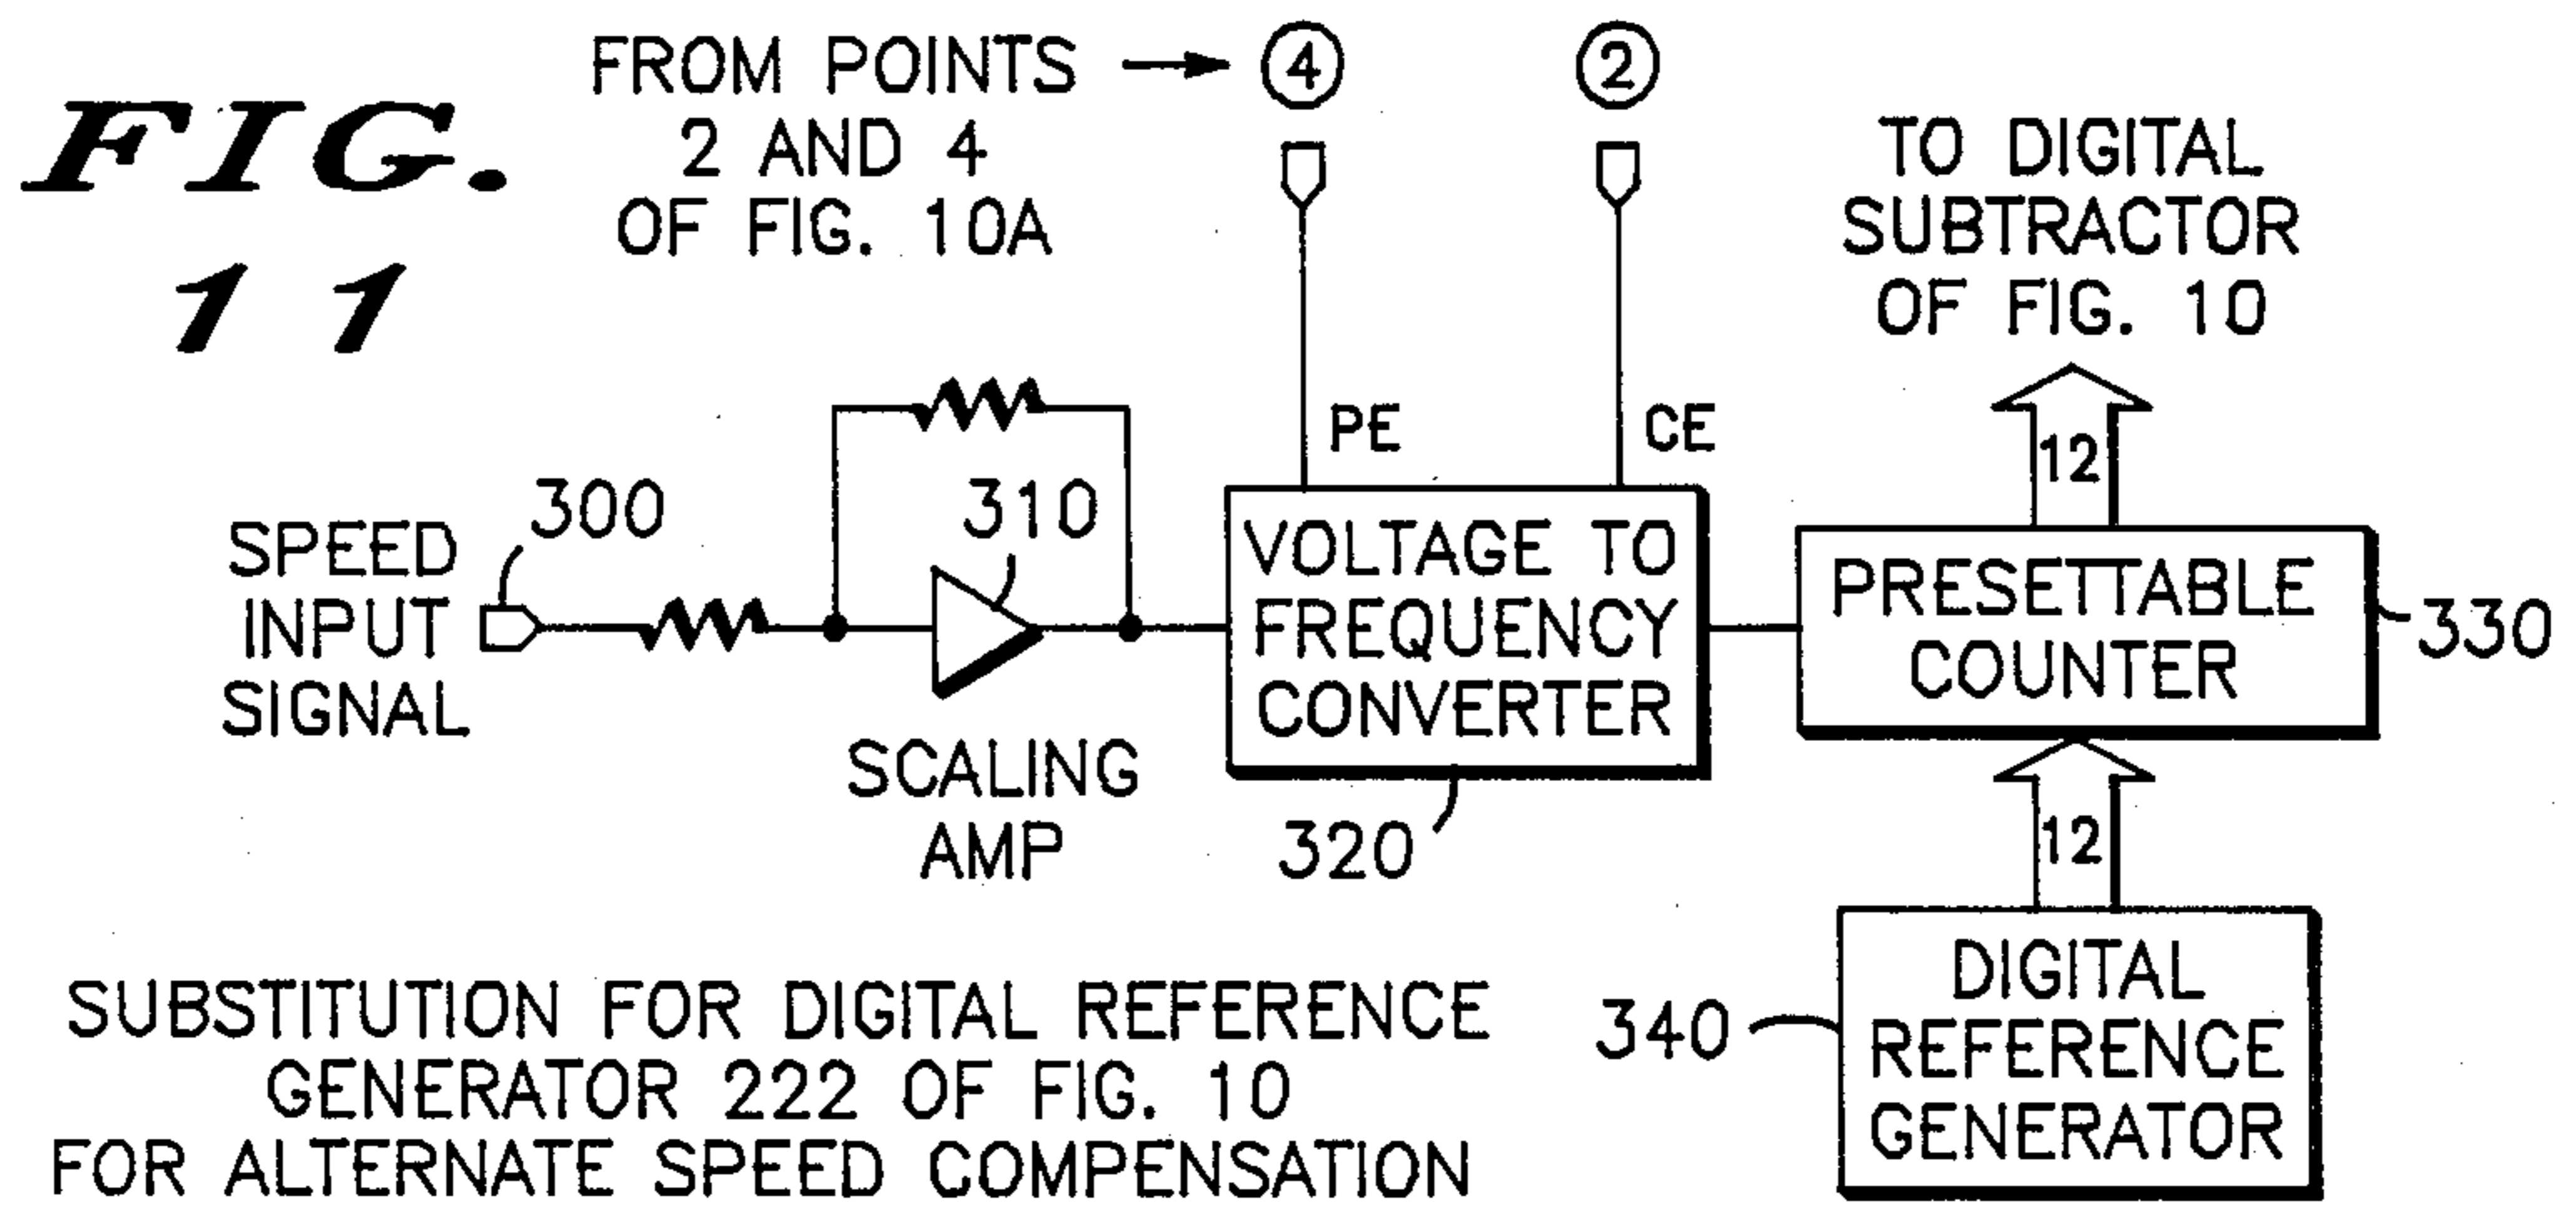 FIG.
11
FROM POINTS
2 AND 4
OF FIG. 10A
4
2
TO DIGITAL
SUBTRACTOR
OF FIG. 10
PE
CE
12
300
310
SPEED
INPUT
SIGNAL
SCALING
AMP
VOLTAGE TO
FREQUENCY
CONVERTER
320
PRESETTABLE
COUNTER
330
12
340
DIGITAL
REFERENCE
GENERATOR
SUBSTITUTION FOR DIGITAL REFERENCE
GENERATOR 222 OF FIG. 10
FOR ALTERNATE SPEED COMPENSATION